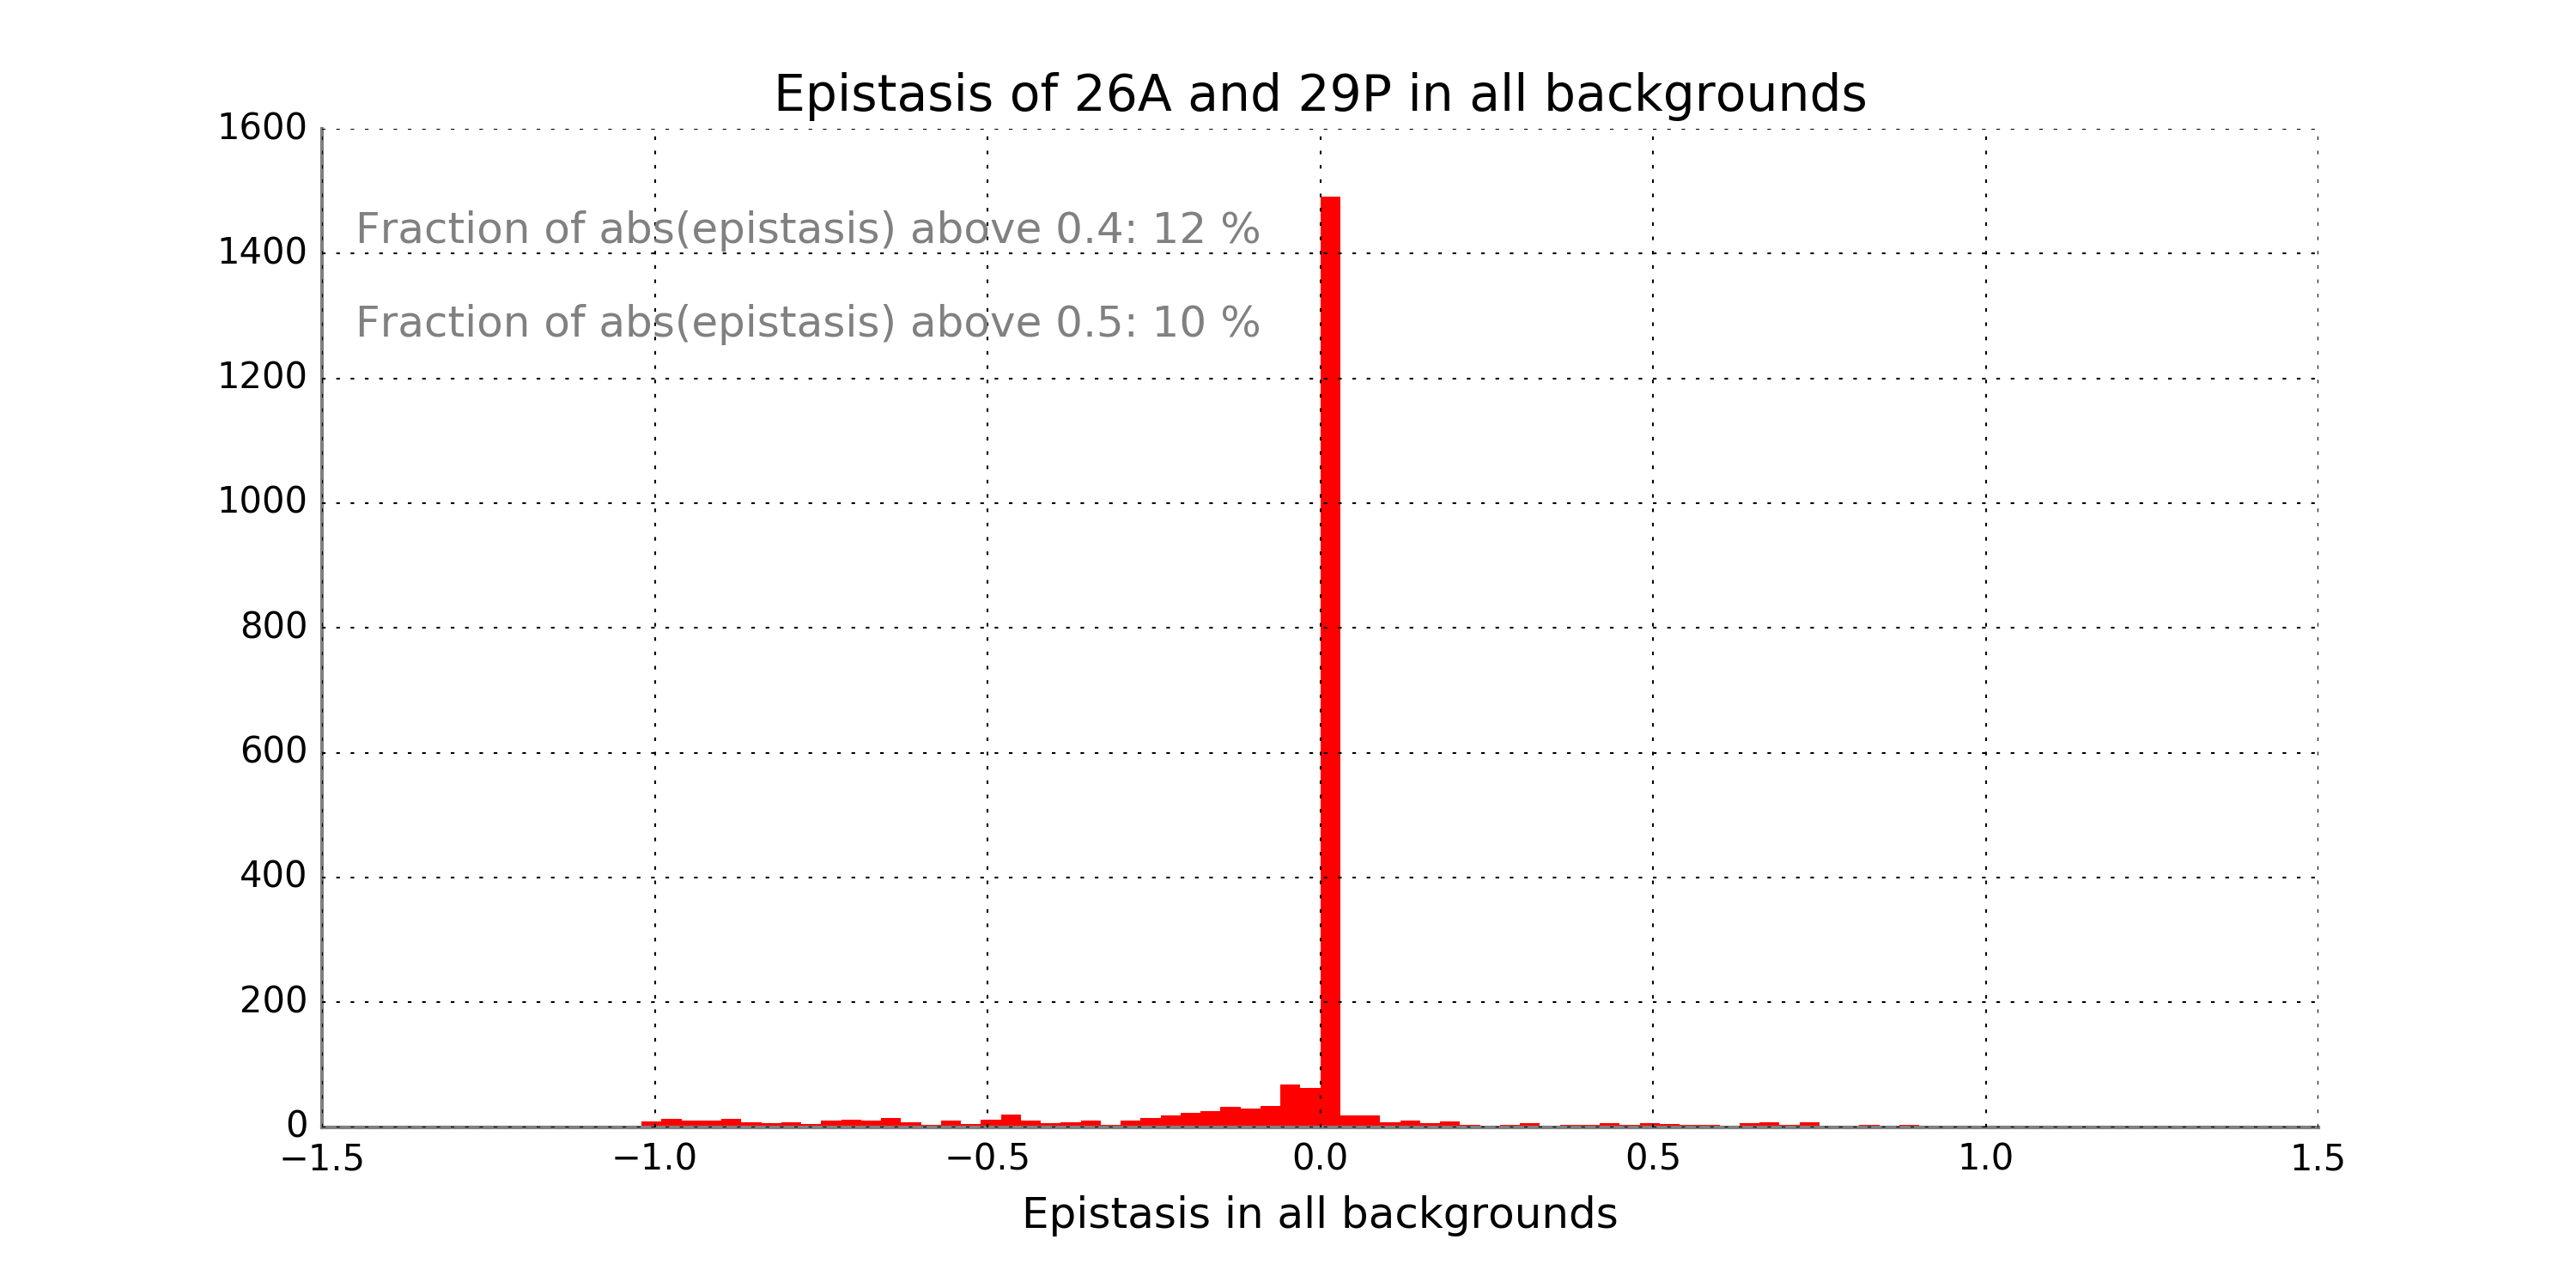 Epistasis of 26A and 29P in all backgrounds
1600
Fraction of abs(epistasis) above 0.4: 12 %
1400
Fraction of abs(epistasis) above 0.5: 10 %
1200
1000
800
600
400
200
0
−1.5 −1.0 −0.5 0.0 0.5 1.0 1.5
Epistasis in all backgrounds